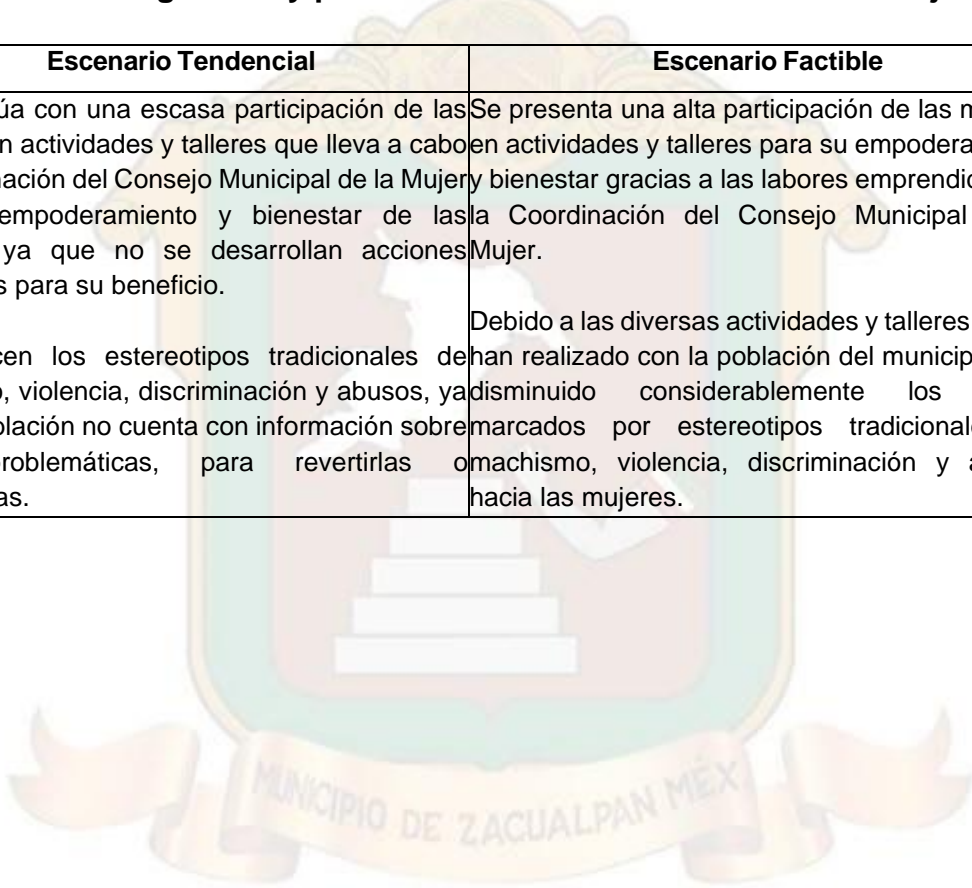 Escenario Tendencial
úa con una escasa participación de las
n actividades y talleres que lleva a cabo
nación del Consejo Municipal de la Mujer
empoderamiento y bienestar de las
ya que no se desarrollan acciones
s para su beneficio.
cen los estereotipos tradicionales de
o, violencia, discriminación y abusos, ya
blación no cuenta con información sobre
roblemáticas, para revertirlas o
as.
Escenario Factible
Se presenta una alta participación de las m
en actividades y talleres para su empodera
y bienestar gracias a las labores emprendid
la Coordinación del Consejo Municipal
Mujer.
Debido a las diversas actividades y talleres
han realizado con la población del municip
disminuido considerablemente los
marcados por estereotipos tradicional
machismo, violencia, discriminación y a
hacia las mujeres.
MUNICIPIO DE ZACUALPAN MÉX